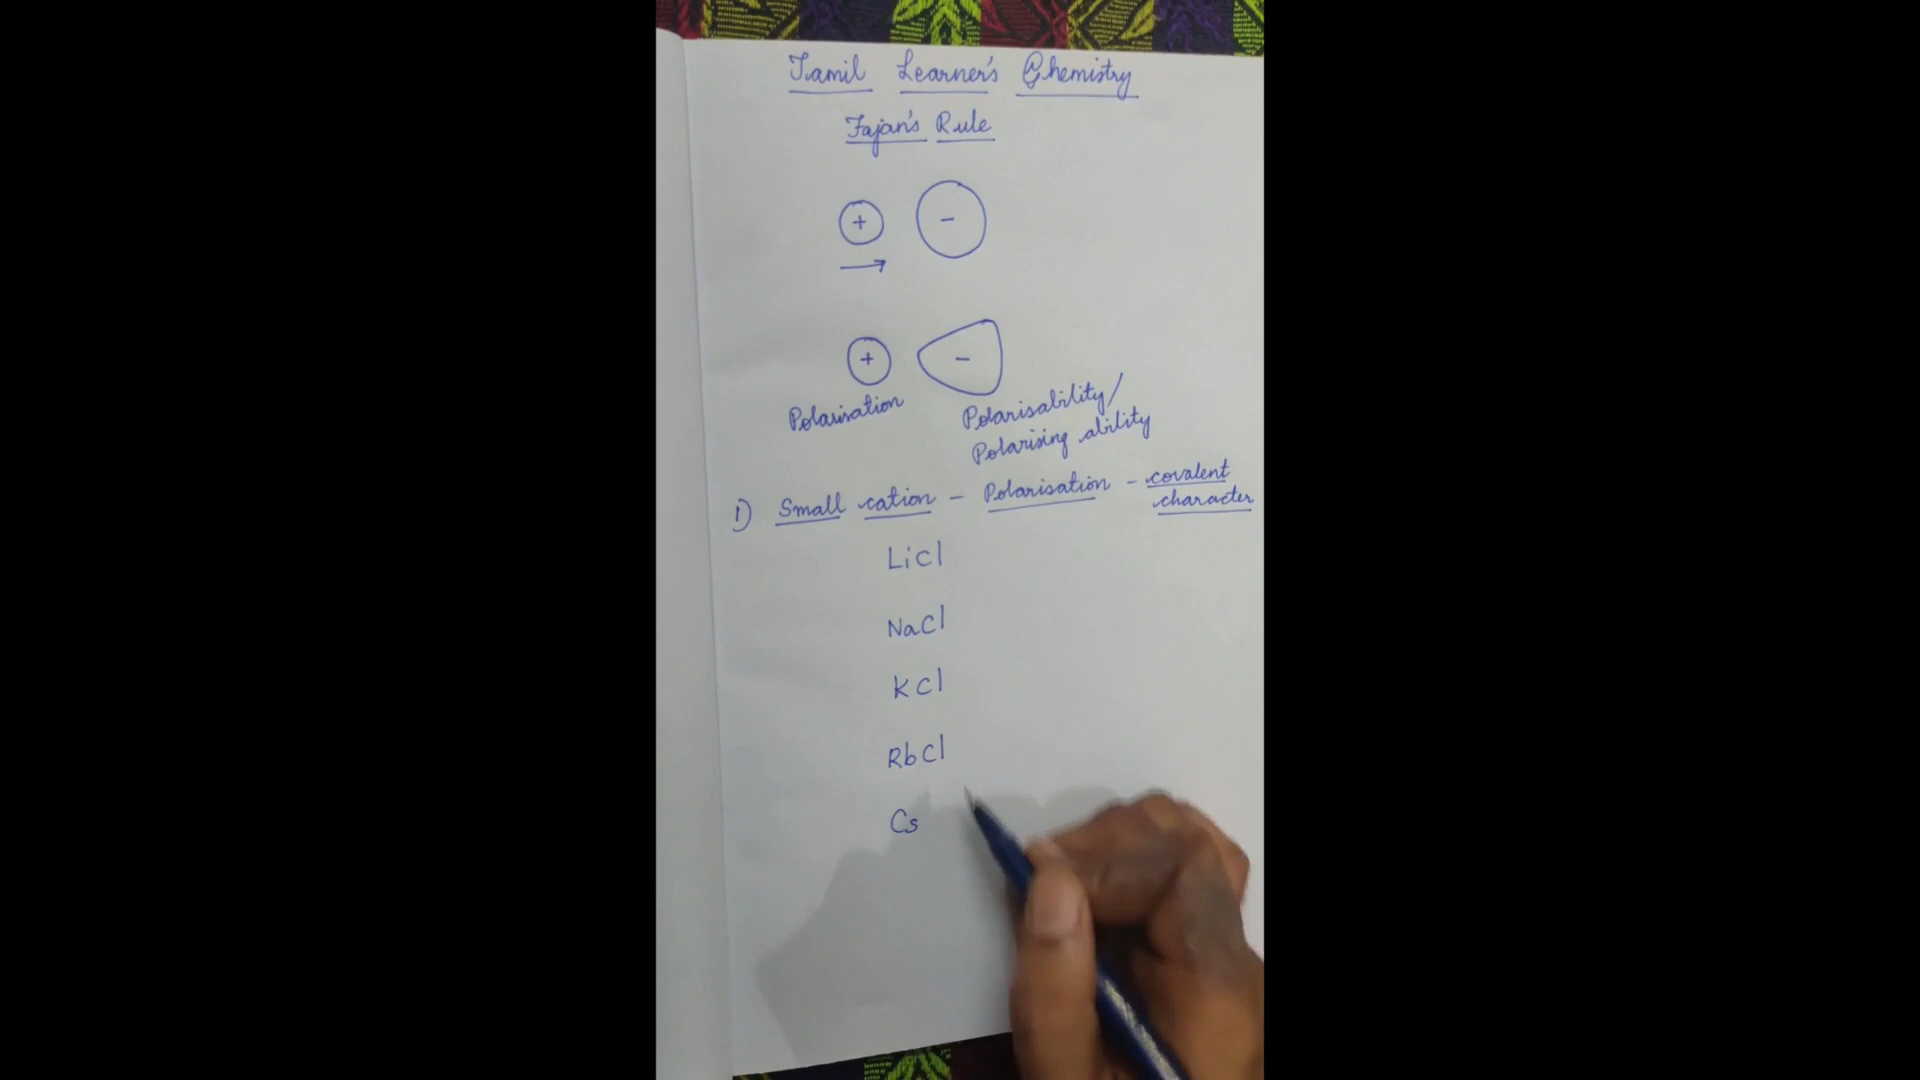 Tamil Learner's Chemistry
Fajan's Rule
+ -
+ -
Polarisation
Polarisability/
Polarising ability
1) Small cation - Polarisation - covalent
character
LiCl
NaCl
KCl
RbCl
Cs